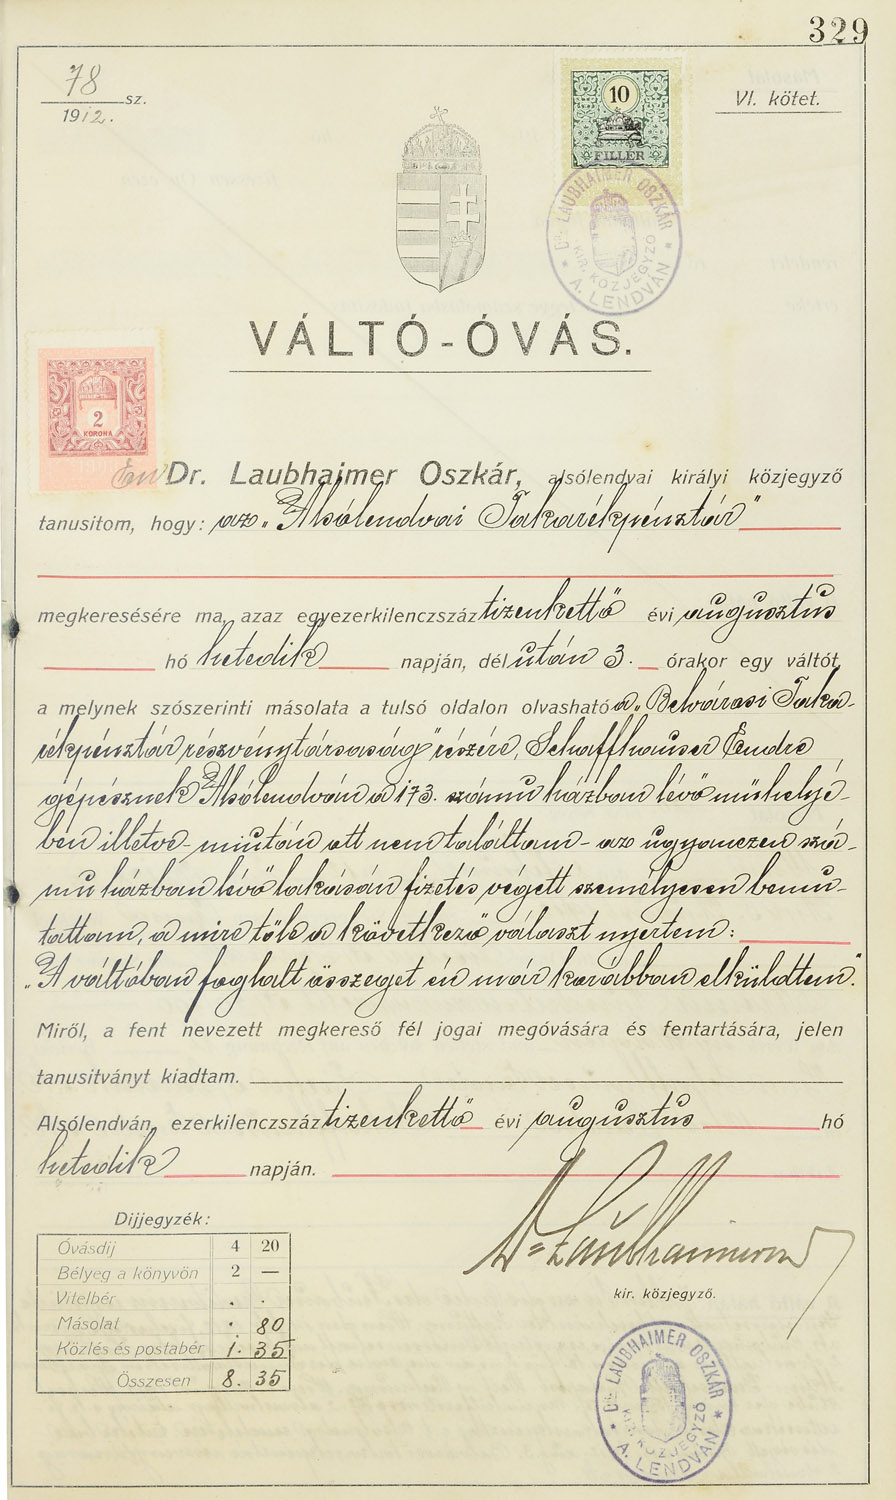 329
78 sz.
1912.
VI. kötet.
10
FILLÉR
Dr. LAUBHAIMER OSZKÁR
KIR. KÖZJEGYZŐ
A. LENDVÁN
VÁLTÓ-ÓVÁS.
2
KORONA
Én Dr. Laubhaimer Oszkár, alsólendvai királyi közjegyző
tanusitom, hogy: az „Alsólendvai Takarékpénztár"
megkeresésére ma, azaz egyezerkilenczszáz tizenkettő évi augusztus
hó hetedik napján, dél után 3. órakor egy váltót,
a melynek szószerinti másolata a tulsó oldalon olvasható a „Belvárosi Taka-
rékpénztár részvénytársaság" részére, Schaffhauser Endre
gépésznek Alsólendván a 173. számu házban lévő mühelyé-
ben illetve - miután ott nem találtam - az ugyanezen szá-
mu házban lévő lakásán fizetés végett személyesen bemu-
tattam, a mire tőle a következő választ nyertem:
„A váltóban foglalt összeget én már korábban elküldtem."
Miről, a fent nevezett megkereső fél jogai megóvására és fentartására, jelen
tanusitványt kiadtam.
Alsólendván, ezerkilenczszáz tizenkettő évi augusztus hó
hetedik napján.
Dijjegyzék:
Óvásdij 4 20
Bélyeg a könyvön 2 —
Vitelbér . .
Másolat . 80
Közlés és postabér 1. 35
Összesen 8. 35
Dr Laubhaimer
kir. közjegyző.
Dr. LAUBHAIMER OSZKÁR
KIR. KÖZJEGYZŐ
A. LENDVÁN